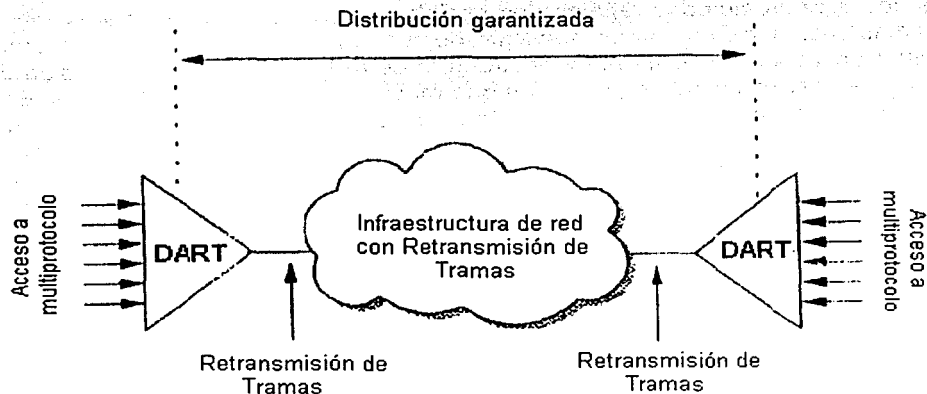 Distribución garantizada
Acceso a
multiprotocolo
DART
Infraestructura de red
con Retransmisión de
Tramas
DART
Acceso a
multiprotocolo
Retransmisión de
Tramas
Retransmisión de
Tramas